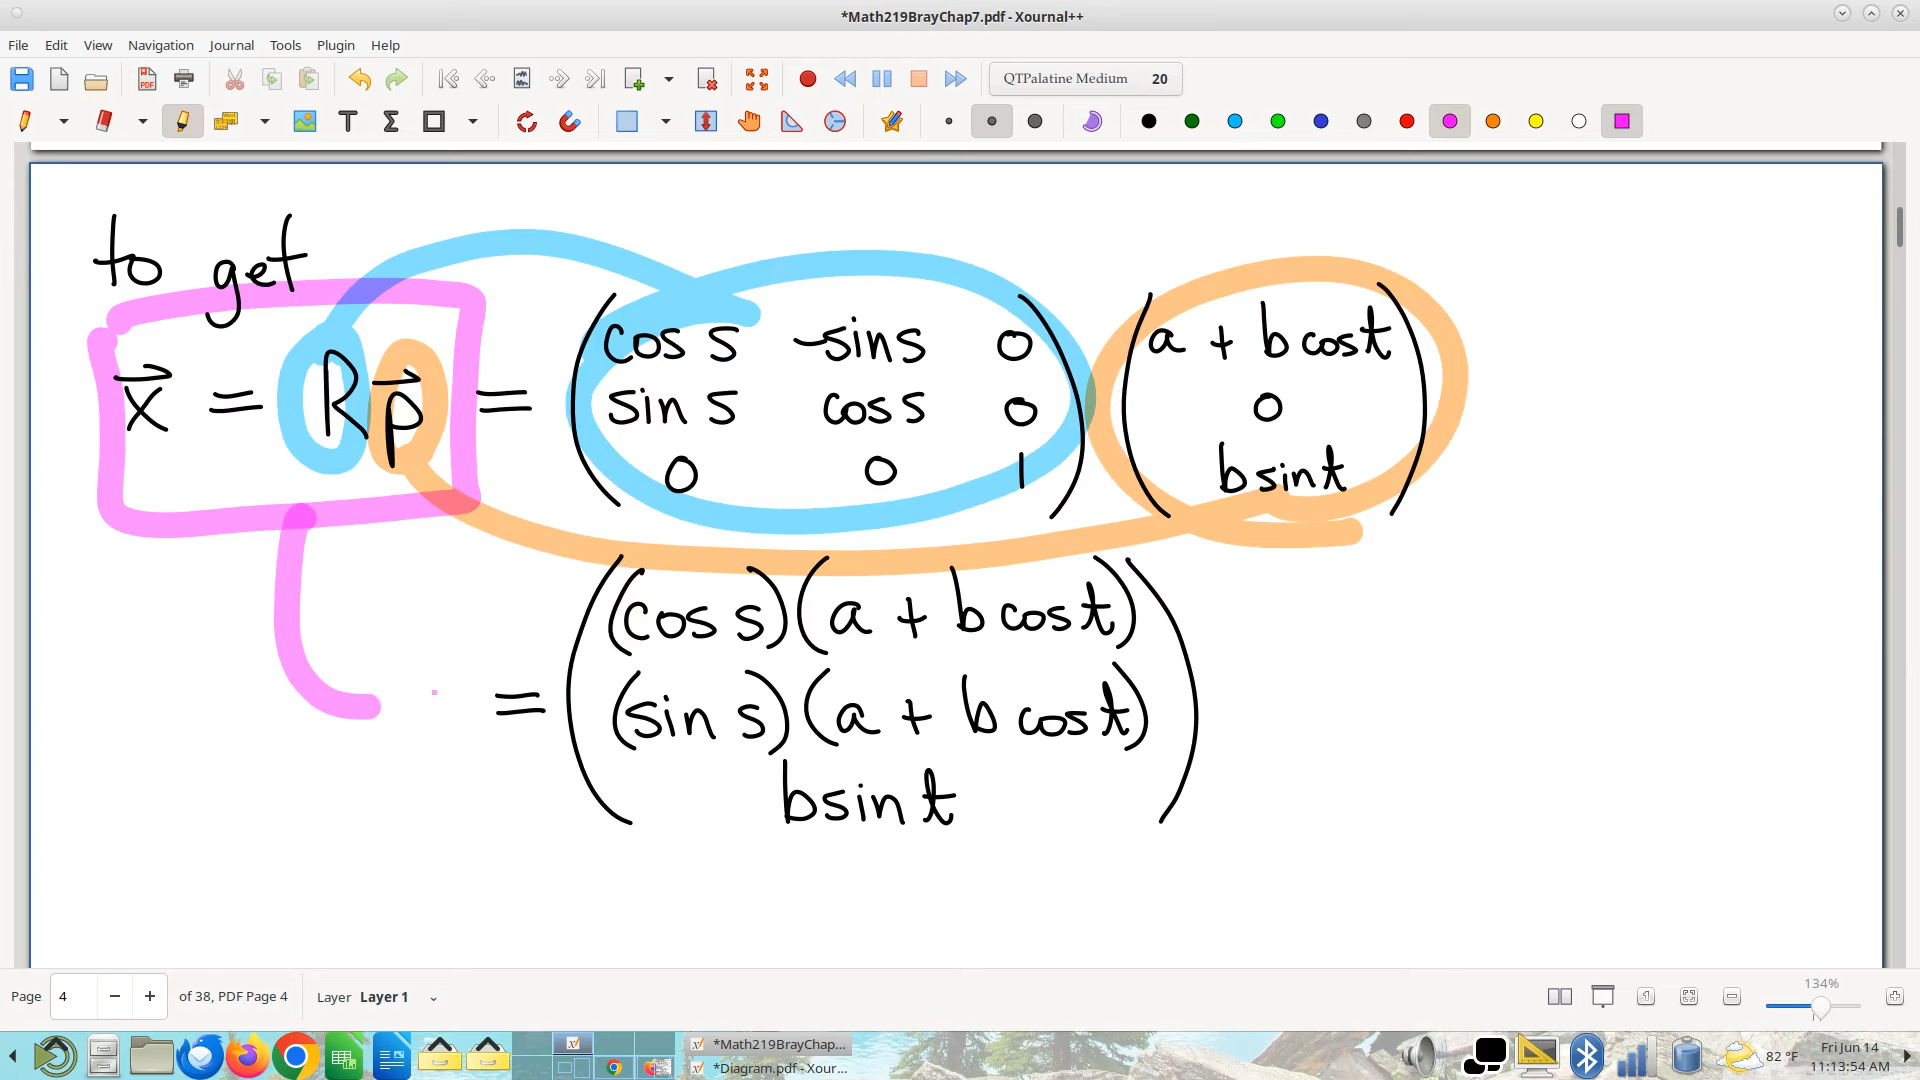 *Math219BrayChap7.pdf - Xournal++
File Edit View Navigation Journal Tools Plugin Help
QTPalatine Medium 20
to get
x⃗ = R p⃗ = ( cos s -sin s 0 ) ( a + b cos t )
sin s cos s 0 0
0 0 1 b sin t
= ( (cos s)(a + b cos t) )
(sin s)(a + b cos t)
b sin t
Page 4 - + of 38, PDF Page 4 Layer Layer 1
134%
*Math219BrayChap...
*Diagram.pdf - Xour...
82 °F
Fri Jun 14
11:13:54 AM